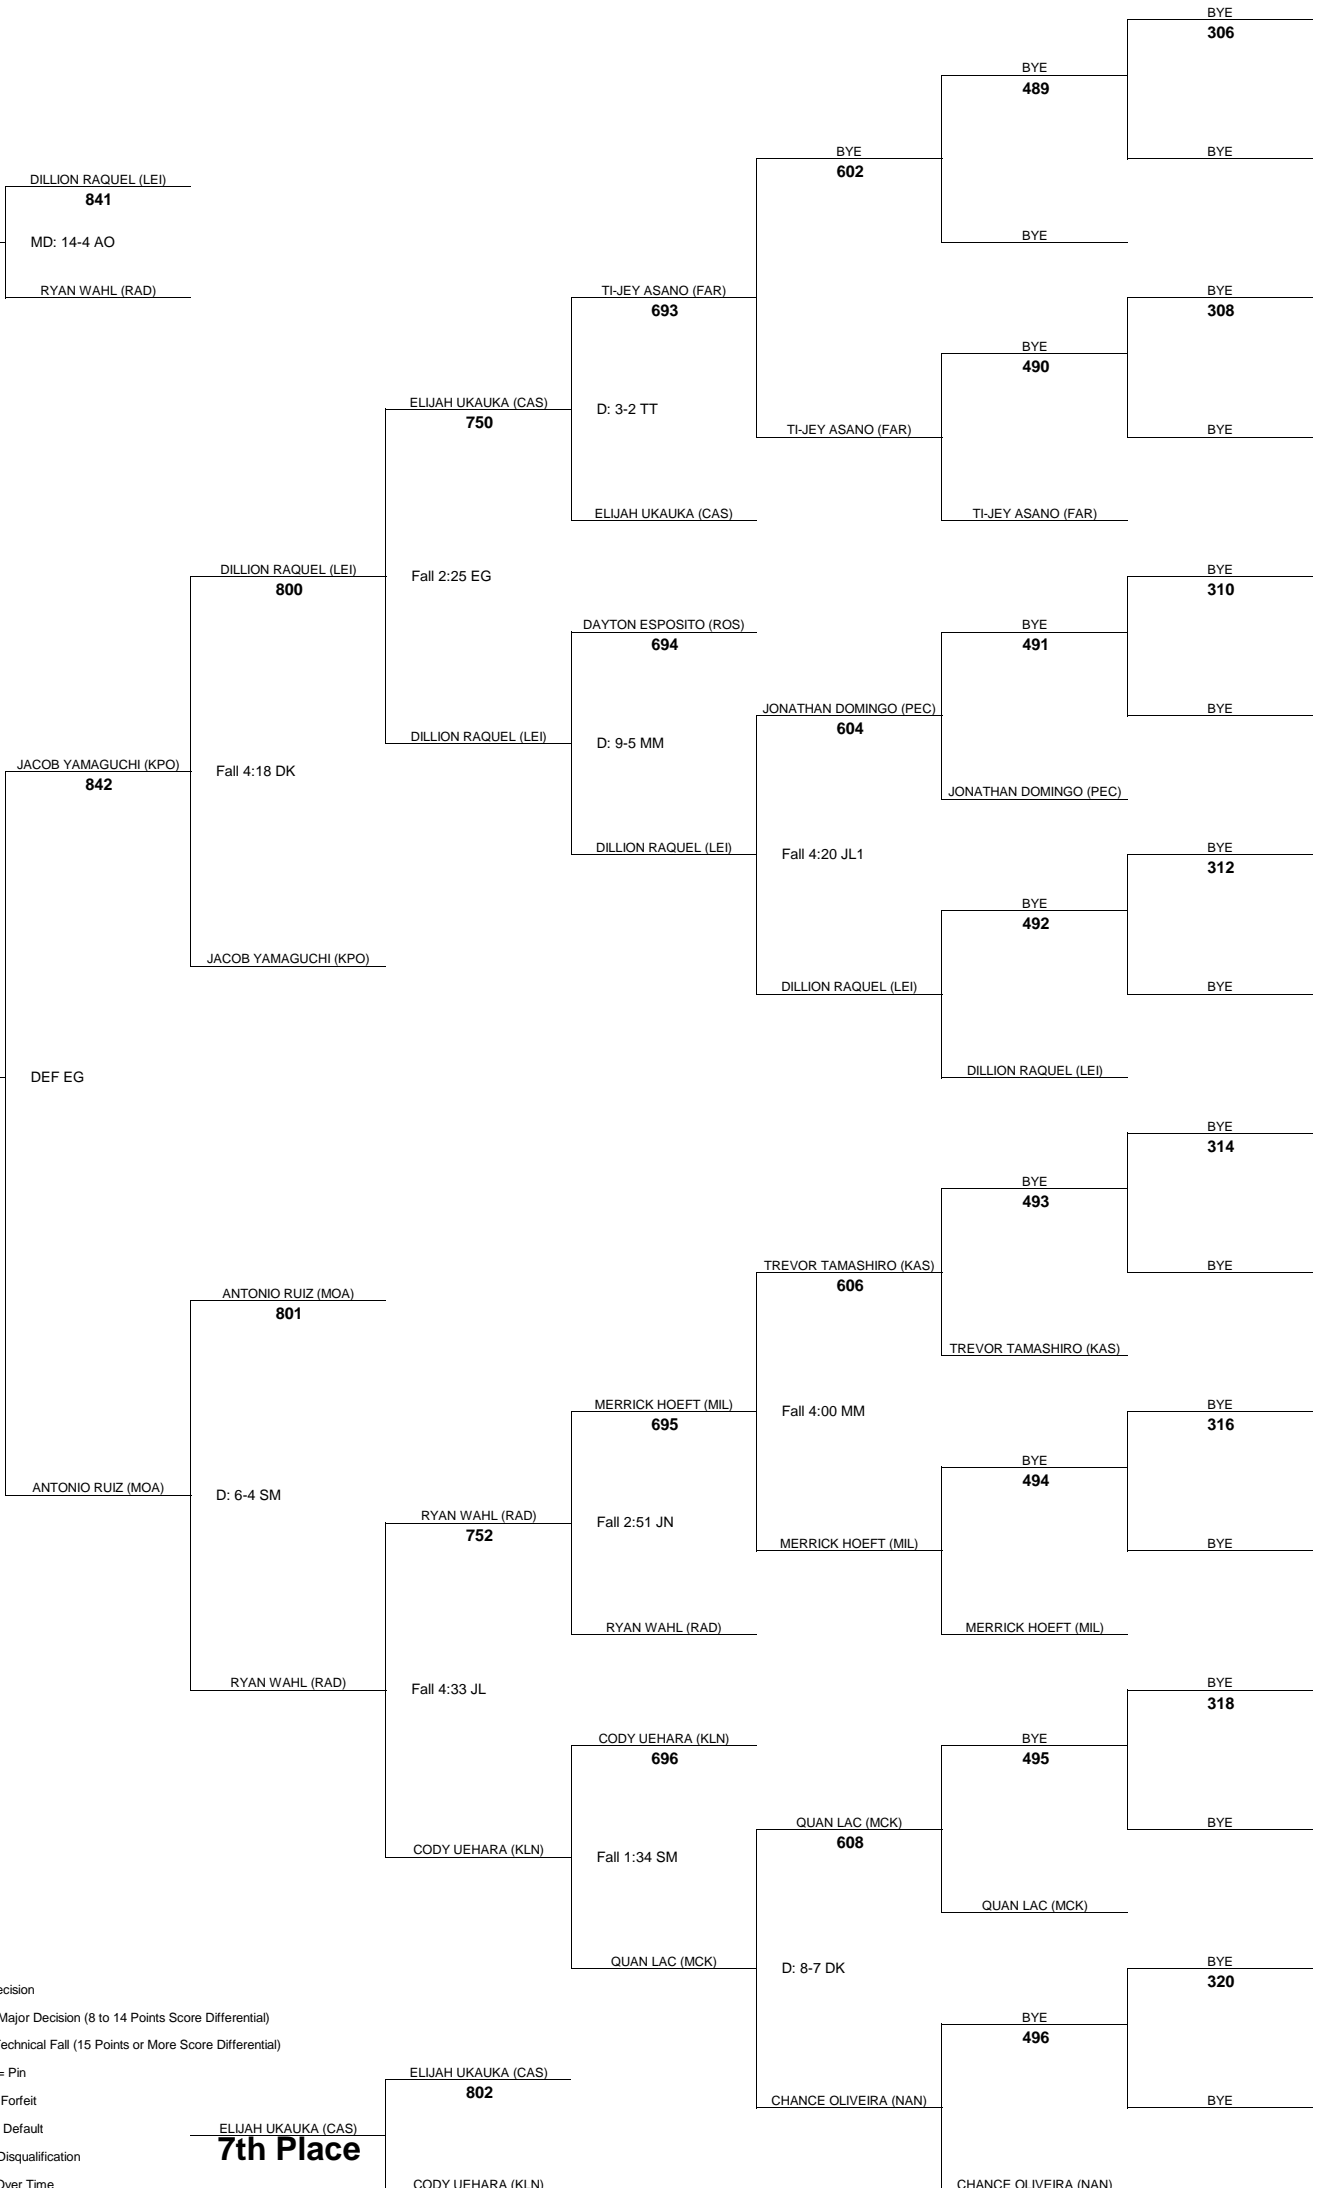 BYE
306
BYE
489
BYE
BYE
602
DILLION RAQUEL (LEI)
841
MD: 14-4 AO
BYE
RYAN WAHL (RAD)
TI-JEY ASANO (FAR)
693
BYE
308
BYE
490
ELIJAH UKAUKA (CAS)
750
D: 3-2 TT
TI-JEY ASANO (FAR)
BYE
ELIJAH UKAUKA (CAS)
TI-JEY ASANO (FAR)
DILLION RAQUEL (LEI)
800
Fall 2:25 EG
BYE
310
DAYTON ESPOSITO (ROS)
694
BYE
491
JONATHAN DOMINGO (PEC)
604
BYE
DILLION RAQUEL (LEI)
D: 9-5 MM
JACOB YAMAGUCHI (KPO)
842
Fall 4:18 DK
JONATHAN DOMINGO (PEC)
DILLION RAQUEL (LEI)
Fall 4:20 JL1
BYE
312
BYE
492
JACOB YAMAGUCHI (KPO)
DILLION RAQUEL (LEI)
BYE
DEF EG
DILLION RAQUEL (LEI)
BYE
314
BYE
493
TREVOR TAMASHIRO (KAS)
606
BYE
ANTONIO RUIZ (MOA)
801
TREVOR TAMASHIRO (KAS)
MERRICK HOEFT (MIL)
695
Fall 4:00 MM
BYE
316
BYE
494
ANTONIO RUIZ (MOA)
D: 6-4 SM
RYAN WAHL (RAD)
752
Fall 2:51 JN
MERRICK HOEFT (MIL)
BYE
RYAN WAHL (RAD)
MERRICK HOEFT (MIL)
RYAN WAHL (RAD)
Fall 4:33 JL
BYE
318
CODY UEHARA (KLN)
696
BYE
495
QUAN LAC (MCK)
608
BYE
CODY UEHARA (KLN)
Fall 1:34 SM
QUAN LAC (MCK)
QUAN LAC (MCK)
D: 8-7 DK
BYE
320
ecision
Major Decision (8 to 14 Points Score Differential)
BYE
496
echnical Fall (15 Points or More Score Differential)
= Pin
ELIJAH UKAUKA (CAS)
802
Forfeit
CHANCE OLIVEIRA (NAN)
BYE
Default
ELIJAH UKAUKA (CAS)
7th Place
Disqualification
Over Time
CODY UEHARA (KLN)
CHANCE OLIVEIRA (NAN)